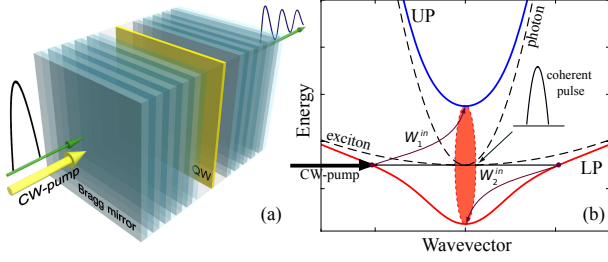 CW-pump
Bragg mirror
QW
(a)
Energy
Wavevector
UP
photon
coherent
pulse
exciton
W₁ⁱⁿ
CW-pump
W₂ⁱⁿ
LP
(b)